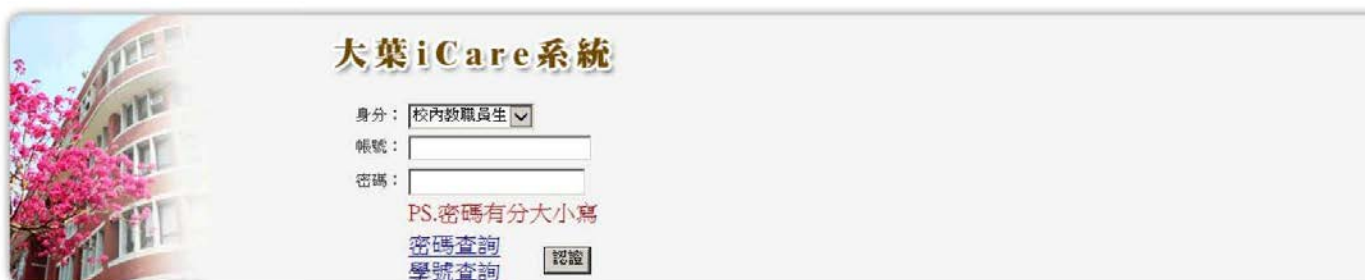 大葉iCare系統
身分： 校內教職員生
帳號：
密碼：
PS.密碼有分大小寫
密碼查詢
認證
學號查詢